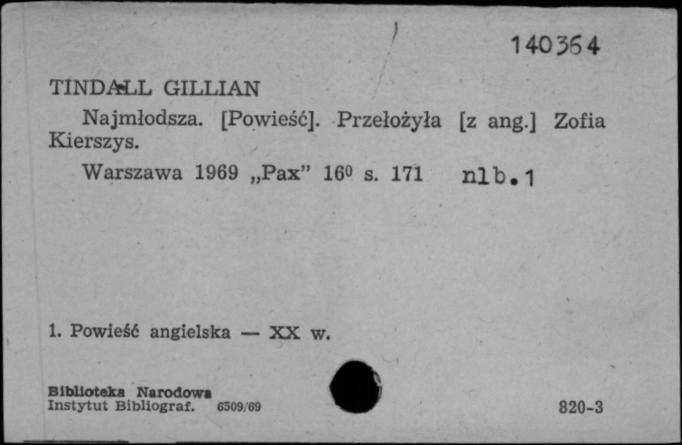 140364
TINDALL GILLIAN
Najmłodsza. [Powieść]. Przełożyła [z ang.] Zofia
Kierszys.
Warszawa 1969 „Pax” 16⁰ s. 171 nlb.1
1. Powieść angielska — XX w.
Biblioteka Narodowa
Instytut Bibliograf. 6509/69
820-3